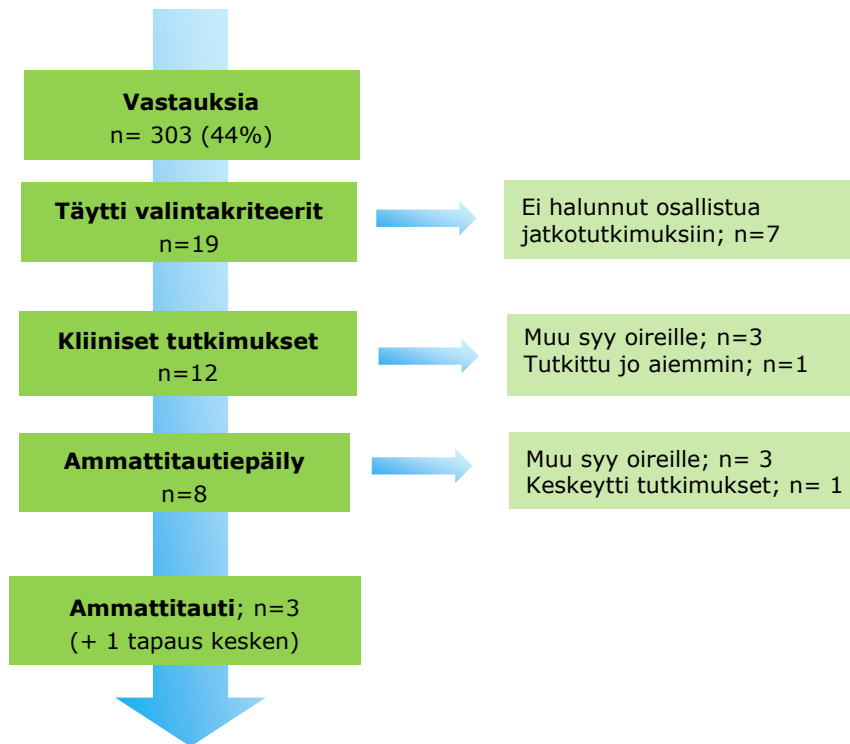 Vastauksia
n= 303 (44%)
Täytti valintakriteerit
n=19
Ei halunnut osallistua
jatkotutkimuksiin; n=7
Kliiniset tutkimukset
n=12
Muu syy oireille; n=3
Tutkittu jo aiemmin; n=1
Ammattitautiepäily
n=8
Muu syy oireille; n= 3
Keskeytti tutkimukset; n= 1
Ammattitauti; n=3
(+ 1 tapaus kesken)